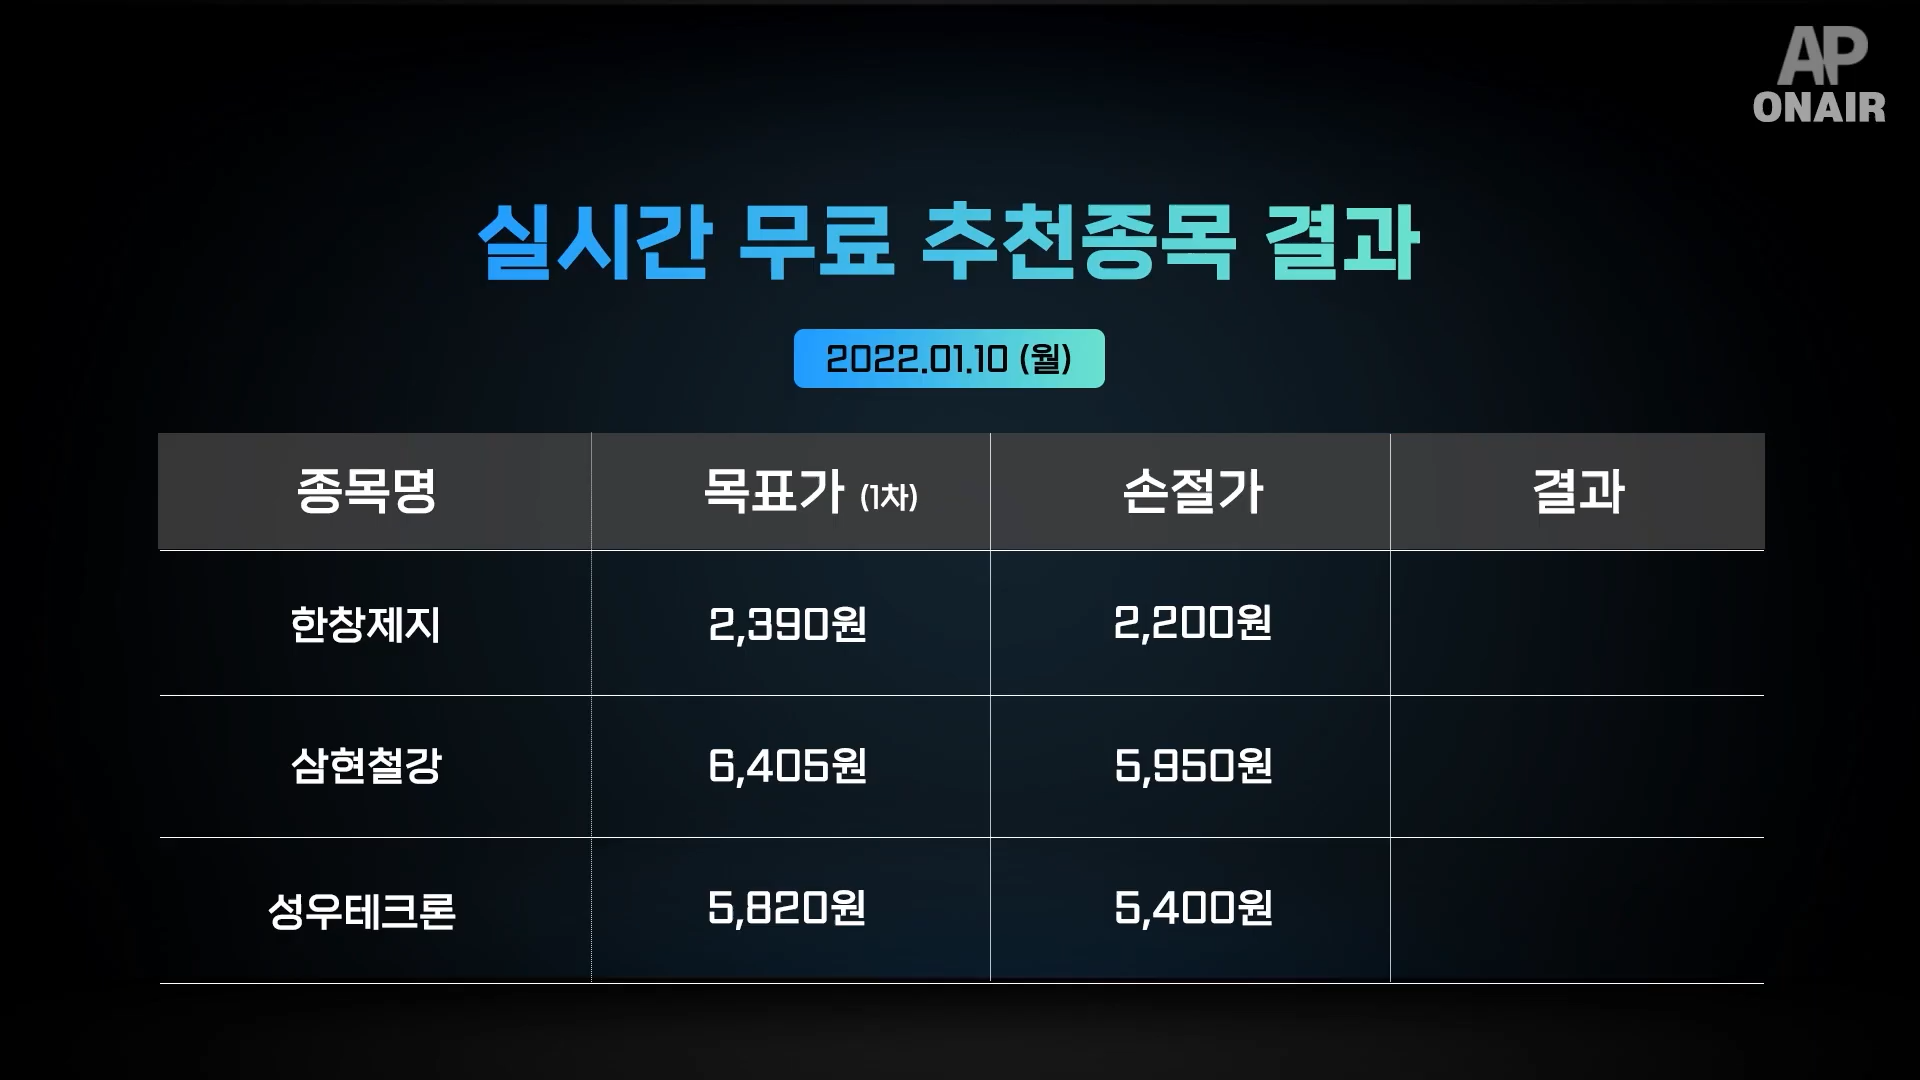 AP
ONAIR
실시간 무료 추천종목 결과
2022.01.10 (월)
종목명 목표가 (1차) 손절가 결과
한창제지 2,390원 2,200원
삼현철강 6,405원 5,950원
성우테크론 5,820원 5,400원